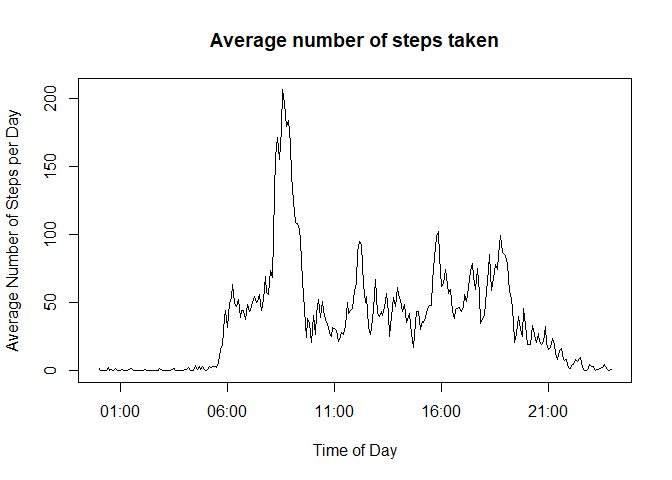 Average number of steps taken
Average Number of Steps per Day
200
150
100
50
0
01:00 06:00 11:00 16:00 21:00
Time of Day